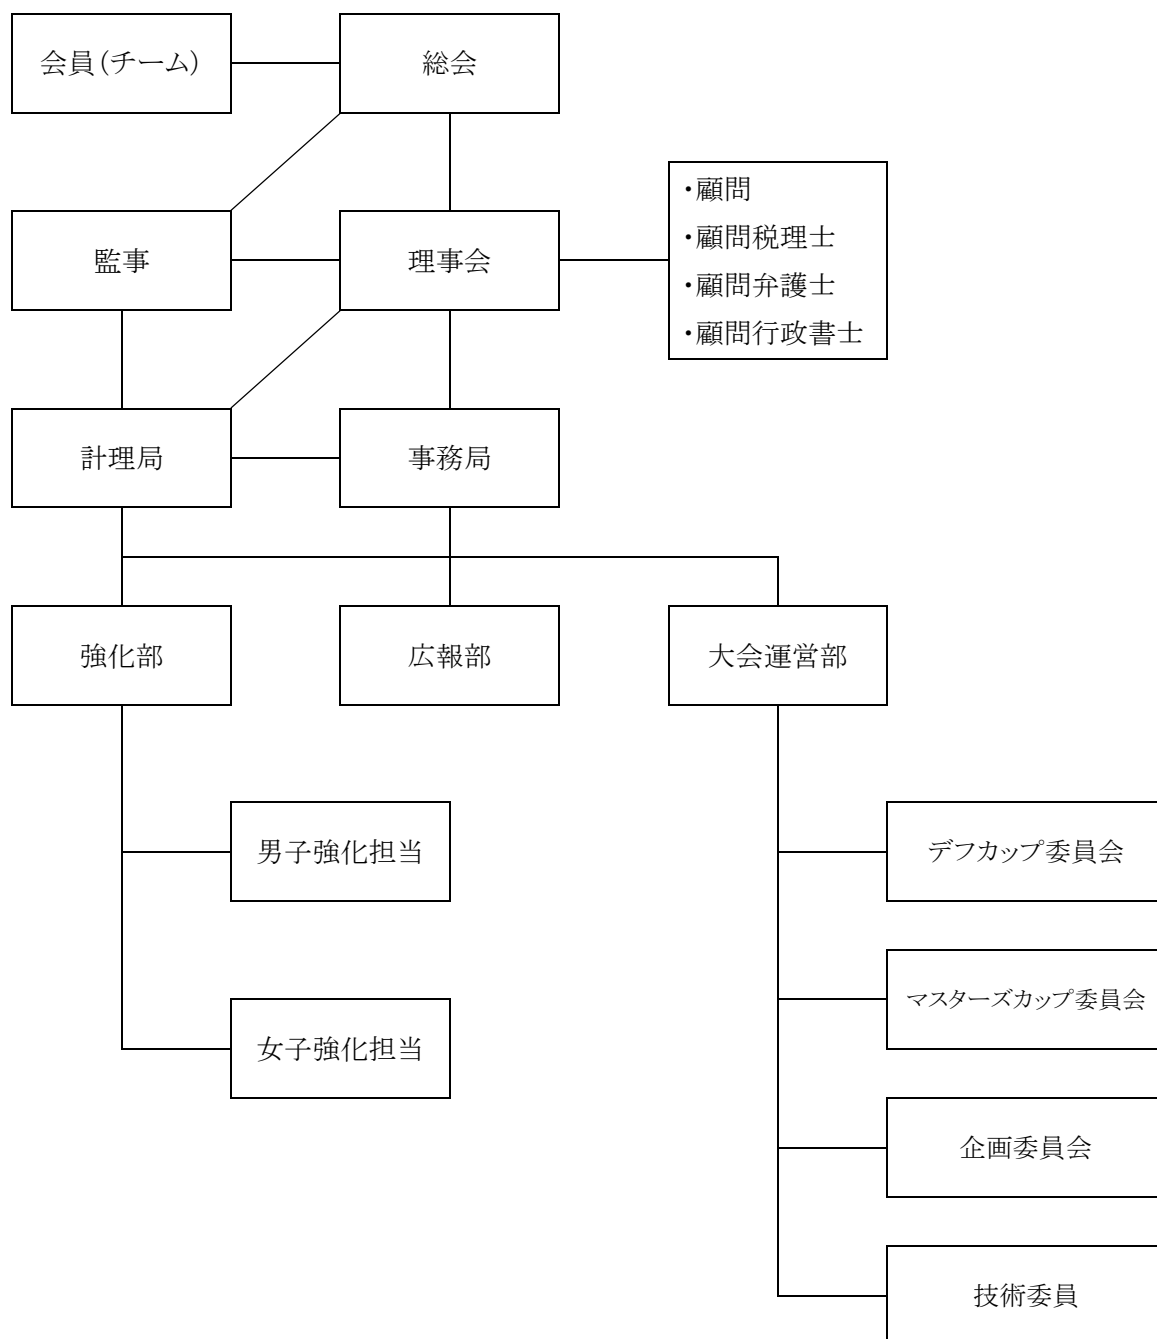 会員(チーム)
総会
・顧問
・顧問税理士
・顧問弁護士
・顧問行政書士
監事
理事会
計理局
事務局
強化部
広報部
大会運営部
男子強化担当
デフカップ委員会
マスターズカップ委員会
女子強化担当
企画委員会
技術委員